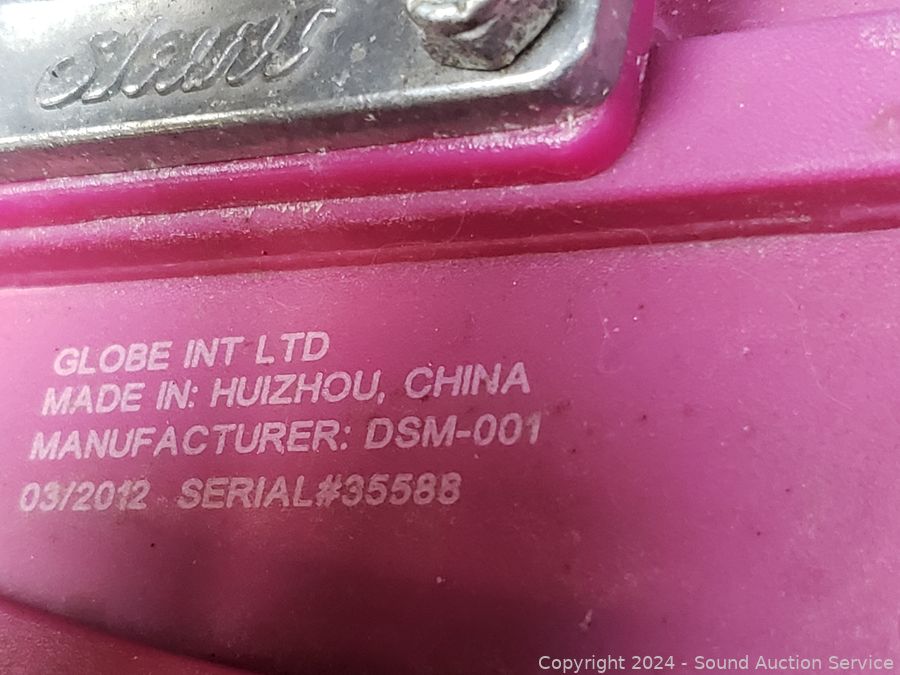 Slant
GLOBE INT LTD
MADE IN: HUIZHOU, CHINA
MANUFACTURER: DSM-001
03/2012 SERIAL#35588
Copyright © 2024 - Sound Auction Service